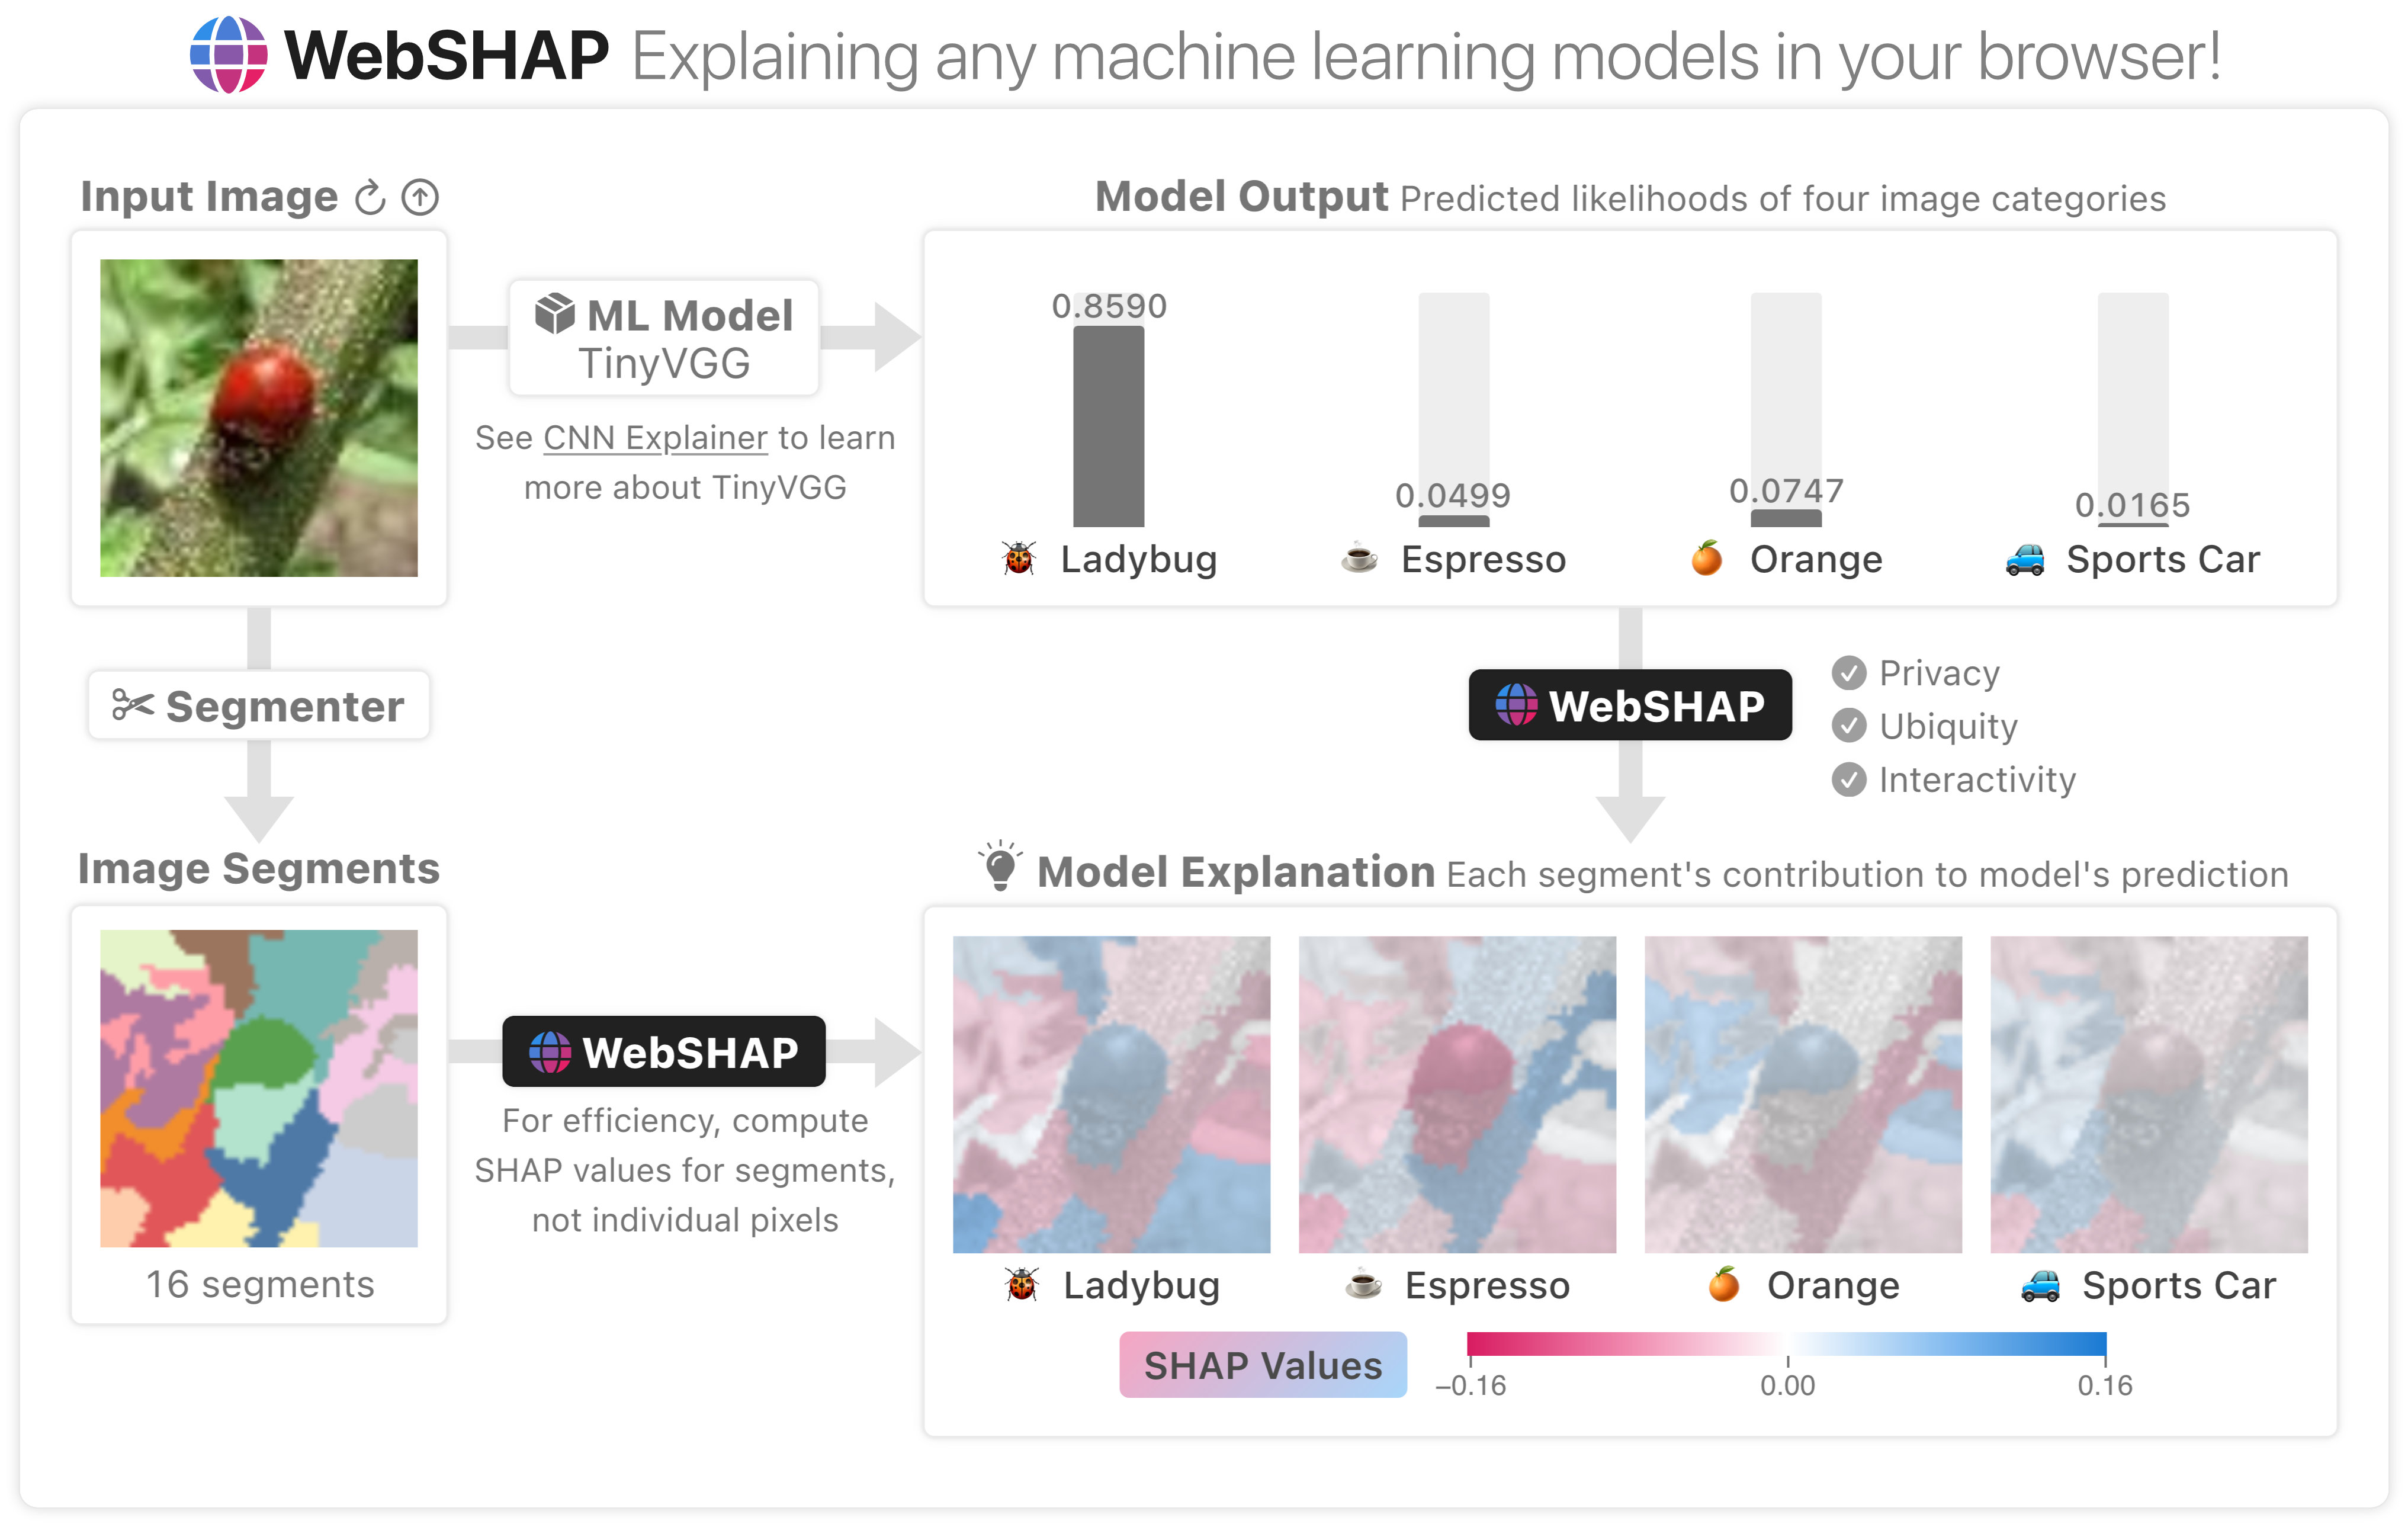 WebSHAP Explaining any machine learning models in your browser!
Input Image
Model Output Predicted likelihoods of four image categories
ML Model
TinyVGG
See CNN Explainer to learn
more about TinyVGG
0.8590
0.0499
0.0747
0.0165
Ladybug
Espresso
Orange
Sports Car
Segmenter
WebSHAP
Privacy
Ubiquity
Interactivity
Image Segments
Model Explanation Each segment's contribution to model's prediction
WebSHAP
For efficiency, compute
SHAP values for segments,
not individual pixels
16 segments
Ladybug
Espresso
Orange
Sports Car
SHAP Values
−0.16
0.00
0.16